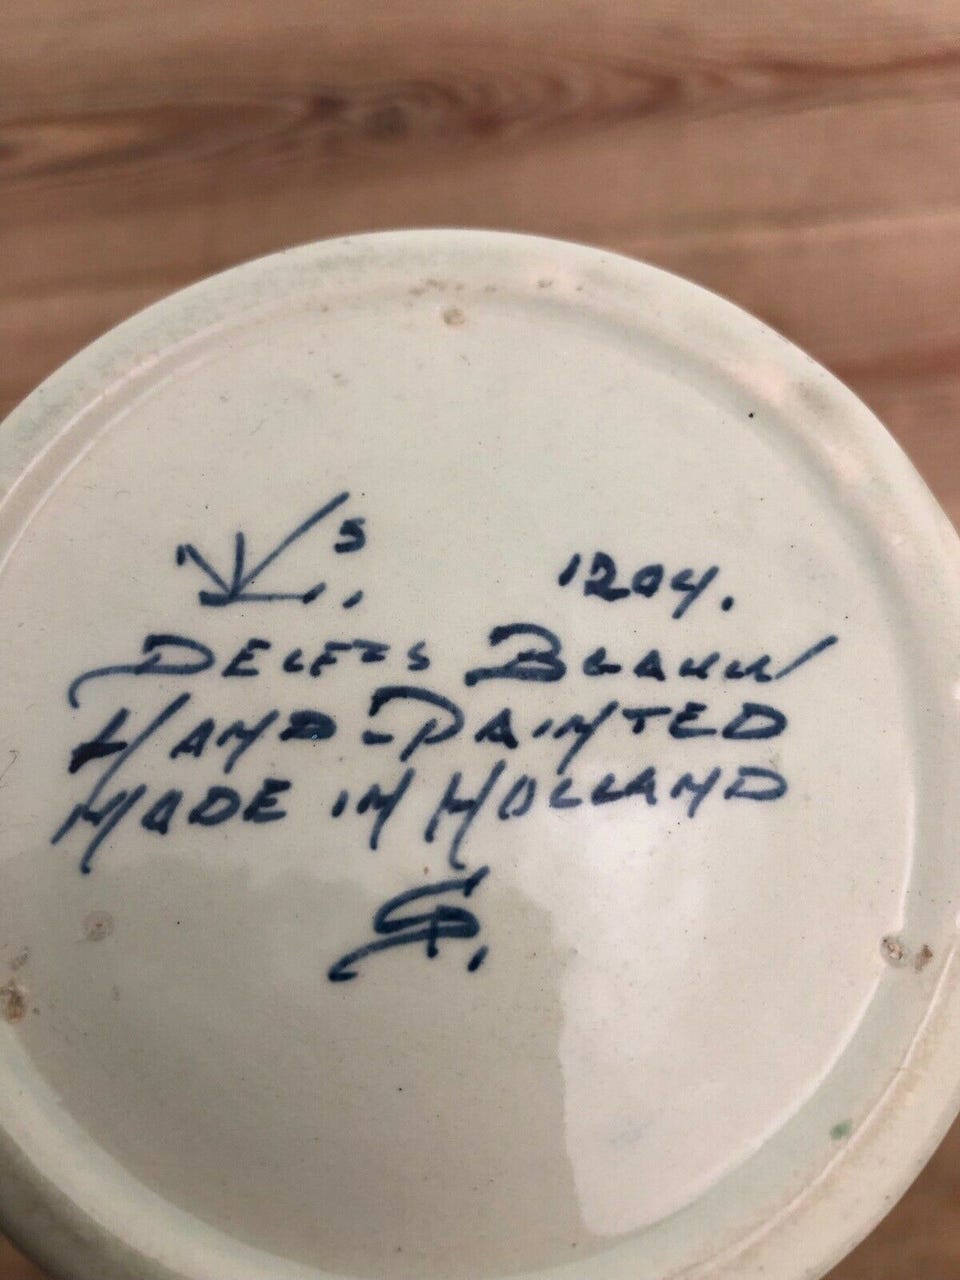 1204.
DELFTS BLAUW
HAND-PAINTED
MADE IN HOLLAND